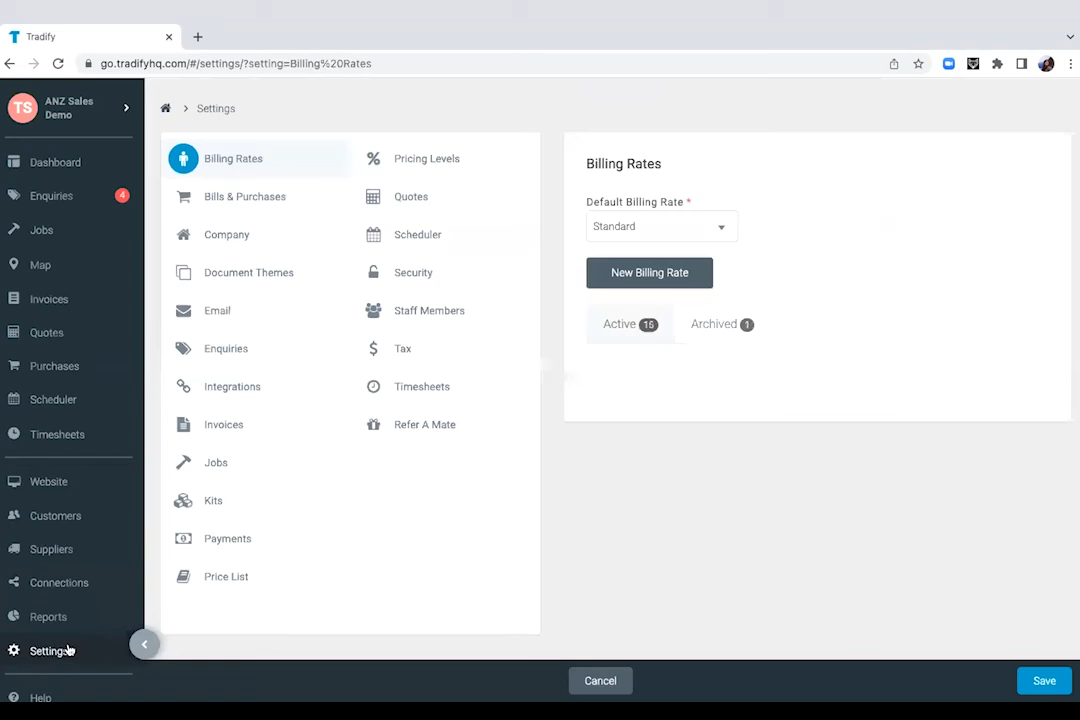 Tradify
go.tradifyhq.com/#/settings/?setting=Billing%20Rates
TS
ANZ Sales
Demo
Dashboard
Enquiries 4
Jobs
Map
Invoices
Quotes
Purchases
Scheduler
Timesheets
Website
Customers
Suppliers
Connections
Reports
Settings
Help
Settings
Billing Rates
Bills & Purchases
Company
Document Themes
Email
Enquiries
Integrations
Invoices
Jobs
Kits
Payments
Price List
Pricing Levels
Quotes
Scheduler
Security
Staff Members
Tax
Timesheets
Refer A Mate
Billing Rates
Default Billing Rate *
Standard
New Billing Rate
Active 15 Archived 1
Cancel Save